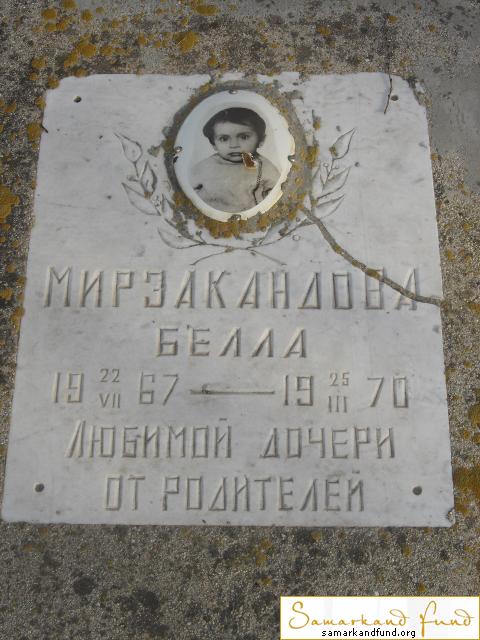 МИРЗАКАНДОВА
БЕЛЛА
19 22/VII 67 — 19 25/III 70
ЛЮБИМОЙ ДОЧЕРИ
ОТ РОДИТЕЛЕЙ
Samarkand Fund
samarkandfund.org